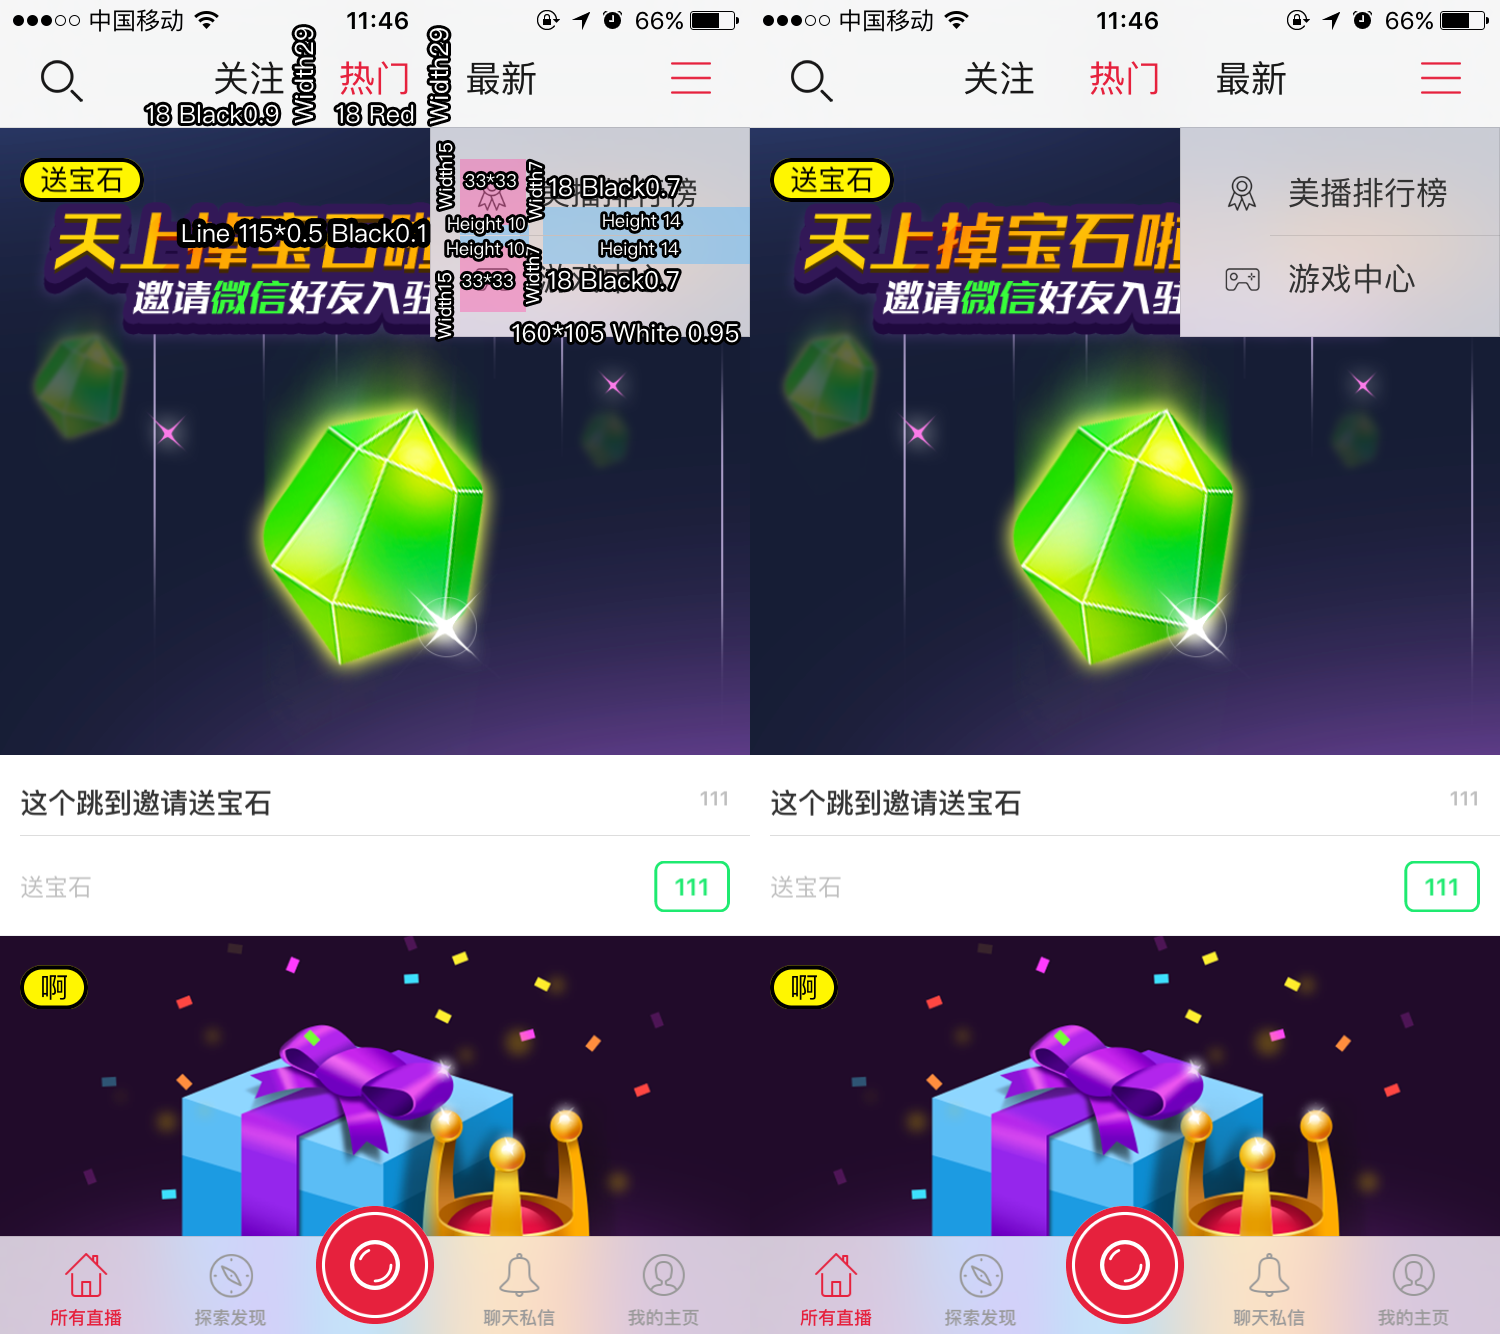 中国移动 11:46 66%
关注 热门 最新
18 Black0.9 Width29 18 Red Width29
送宝石
天上掉宝石啦
邀请微信好友入驻
Line 115*0.5 Black0.1
Width15 33*33 Width7 18 Black0.7
美播排行榜
Height 10 Height 14
Height 10 Height 14
Width15 33*33 Width7 18 Black0.7
160*105 White 0.95
这个跳到邀请送宝石 111
送宝石 111
啊
所有直播 探索发现 聊天私信 我的主页
中国移动 11:46 66%
关注 热门 最新
送宝石
美播排行榜
游戏中心
天上掉宝石啦
邀请微信好友入驻
这个跳到邀请送宝石 111
送宝石 111
啊
所有直播 探索发现 聊天私信 我的主页